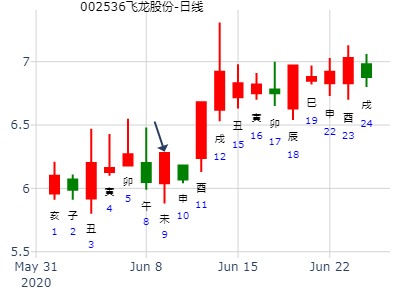 002536飞龙股份-日线
7
6.5
6
5.5
亥
1
子
2
丑
3
寅
4
卯
5
午
8
未
9
申
10
酉
11
戌
12
丑
15
寅
16
卯
17
辰
18
巳
19
申
22
酉
23
戌
24
May 31
2020
Jun 8
Jun 15
Jun 22